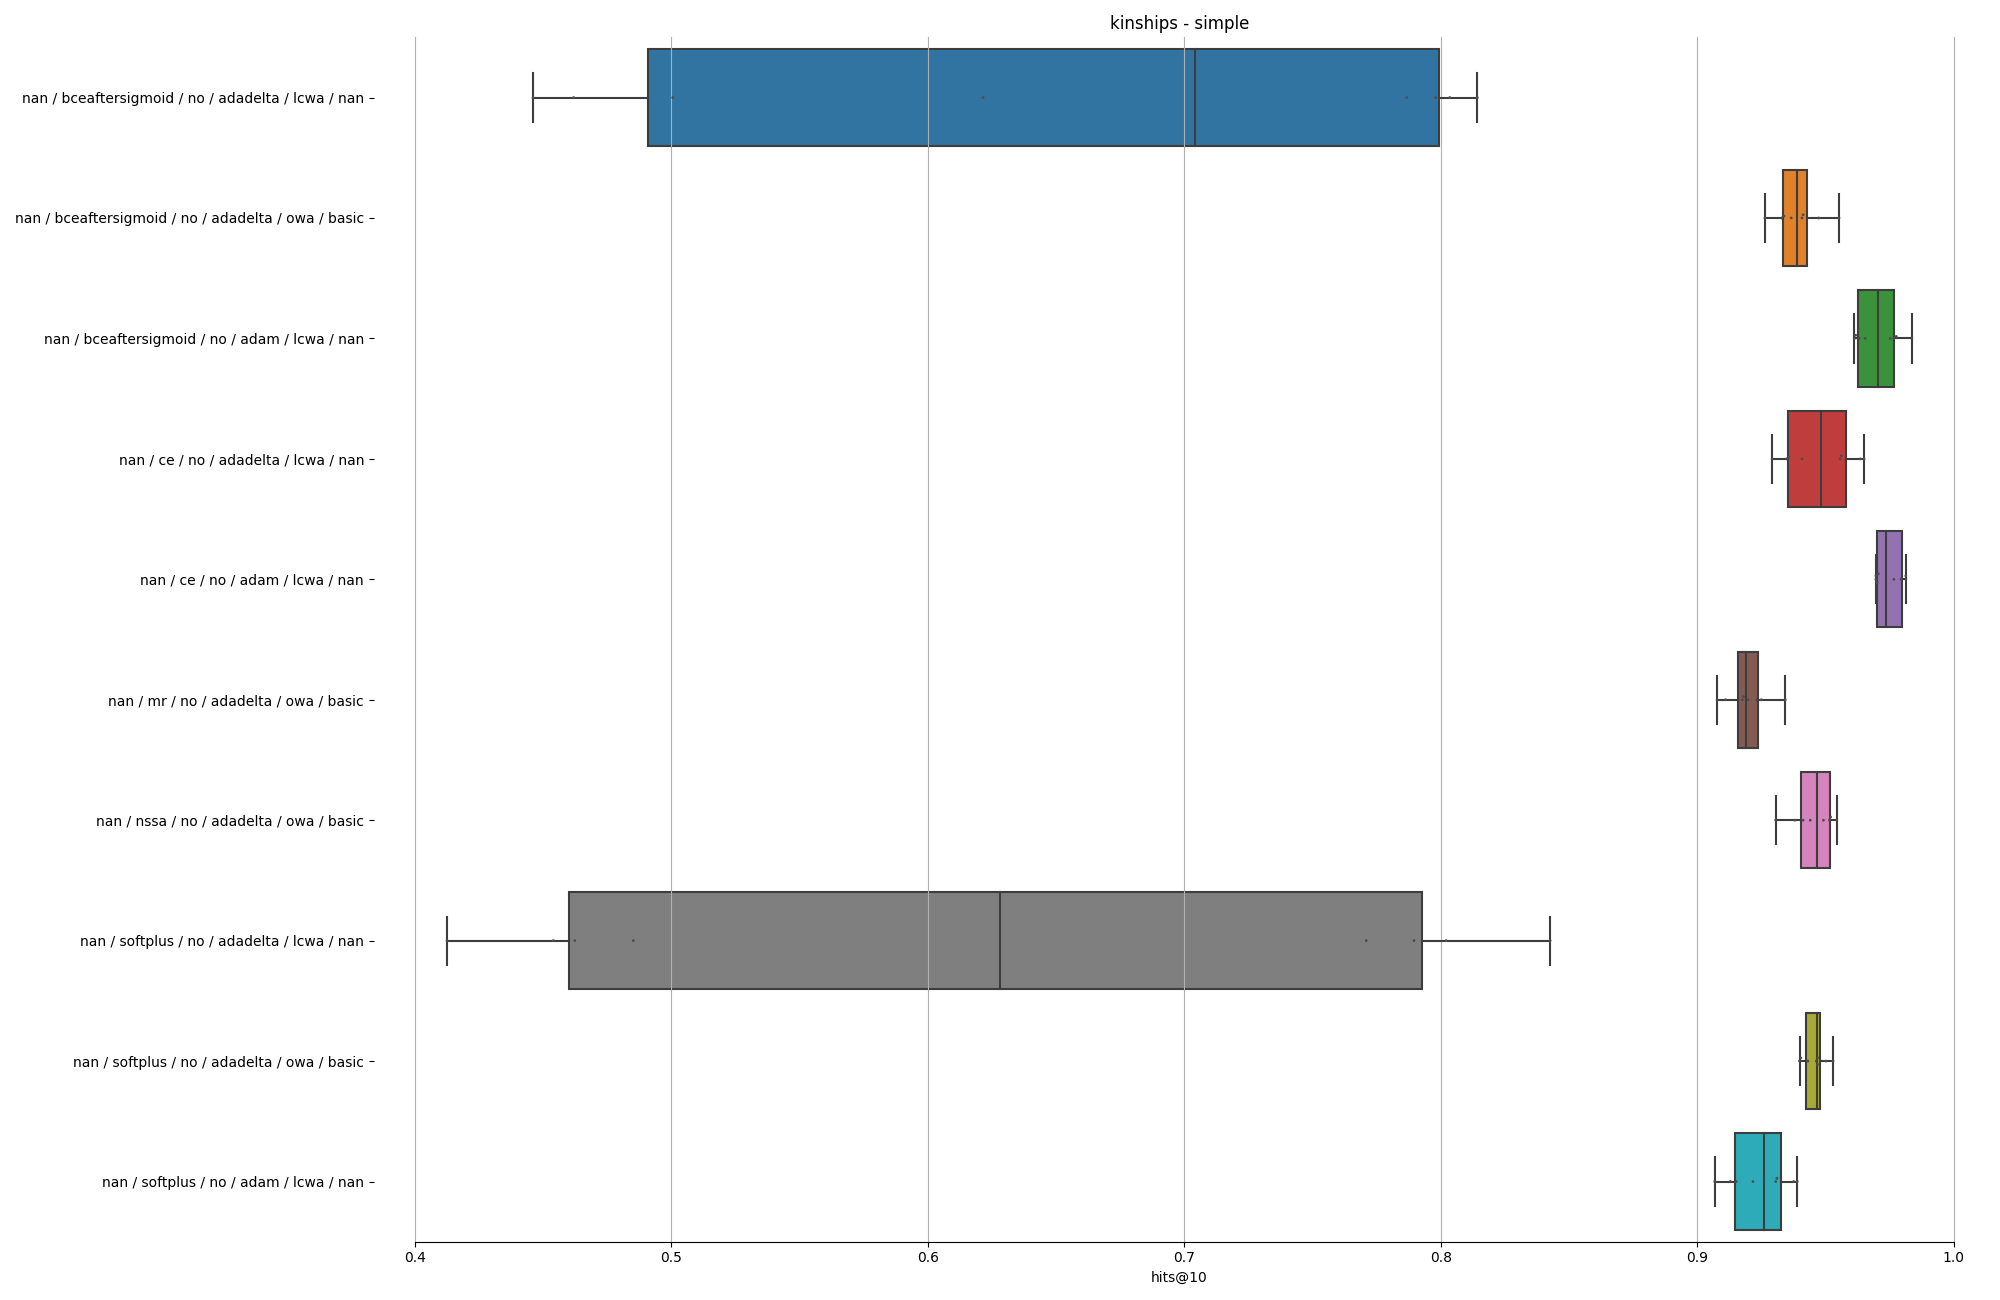 kinships - simple
nan / bceaftersigmoid / no / adadelta / lcwa / nan
nan / bceaftersigmoid / no / adadelta / owa / basic
nan / bceaftersigmoid / no / adam / lcwa / nan
nan / ce / no / adadelta / lcwa / nan
nan / ce / no / adam / lcwa / nan
nan / mr / no / adadelta / owa / basic
nan / nssa / no / adadelta / owa / basic
nan / softplus / no / adadelta / lcwa / nan
nan / softplus / no / adadelta / owa / basic
nan / softplus / no / adam / lcwa / nan
0.4 0.5 0.6 0.7 0.8 0.9 1.0
hits@10